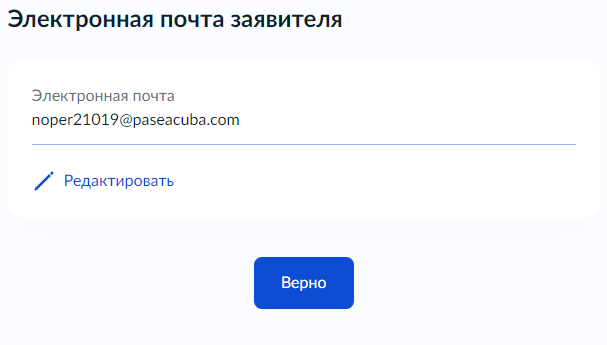 Электронная почта заявителя
Электронная почта
noper21019@paseacuba.com
Редактировать
Верно